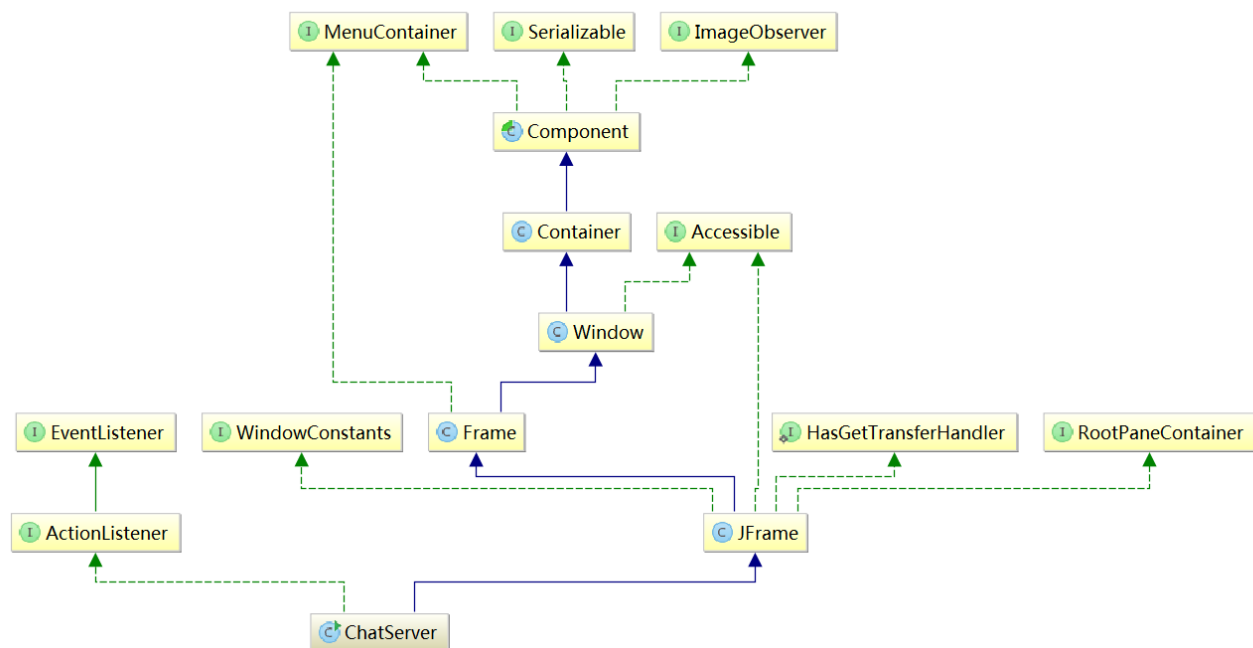 I MenuContainer
I Serializable
I ImageObserver
C Component
C Container
I Accessible
C Window
I EventListener
I WindowConstants
C Frame
I HasGetTransferHandler
I RootPaneContainer
I ActionListener
C JFrame
C ChatServer